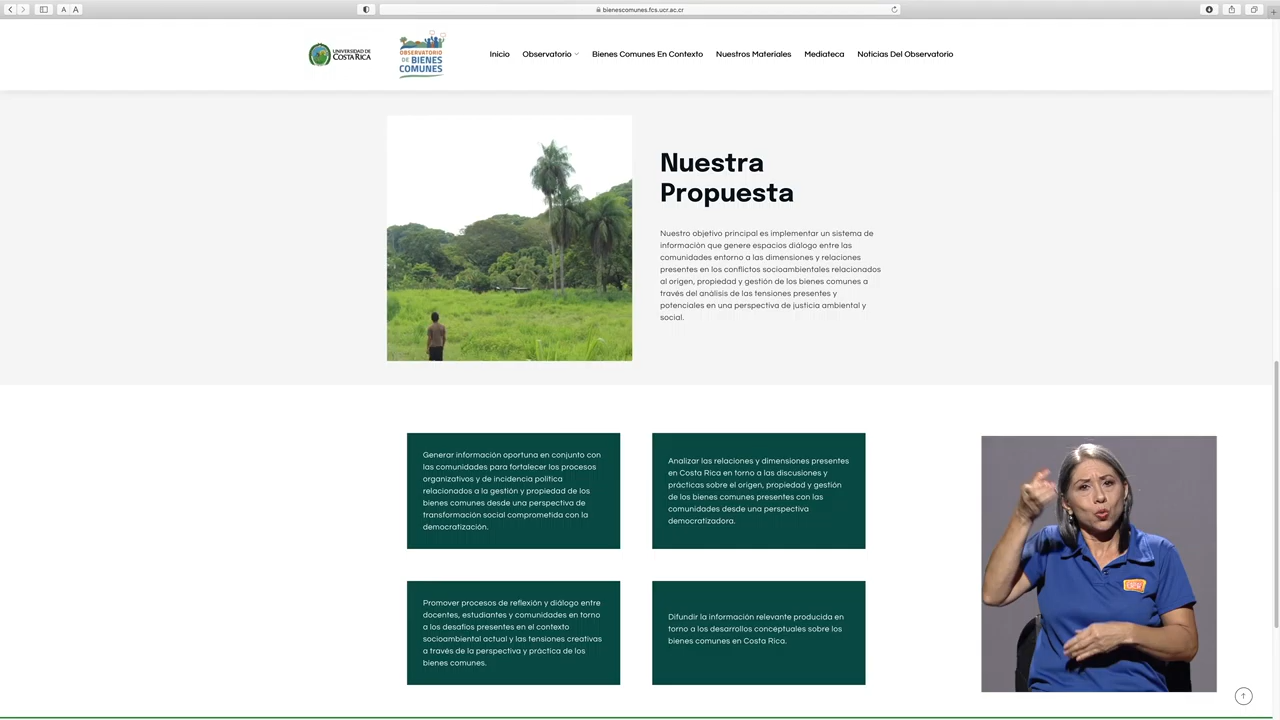 A A
bienescomunes.fcs.ucr.ac.cr
UNIVERSIDAD DE
COSTA RICA
OBSERVATORIO
DE BIENES
COMUNES
Inicio
Observatorio
Bienes Comunes En Contexto
Nuestros Materiales
Mediateca
Noticias Del Observatorio
Nuestra
Propuesta
Nuestro objetivo principal es implementar un sistema de
información que genere espacios diálogo entre las
comunidades entorno a las dimensiones y relaciones
presentes en los conflictos socioambientales relacionados
al origen, propiedad y gestión de los bienes comunes a
través del análisis de las tensiones presentes y
potenciales en una perspectiva de justicia ambiental y
social.
Generar información oportuna en conjunto con
las comunidades para fortalecer los procesos
organizativos y de incidencia política
relacionados a la gestión y propiedad de los
bienes comunes desde una perspectiva de
transformación social comprometida con la
democratización.
Analizar las relaciones y dimensiones presentes
en Costa Rica en torno a las discusiones y
prácticas sobre el origen, propiedad y gestión
de los bienes comunes presentes con las
comunidades desde una perspectiva
democratizadora.
Promover procesos de reflexión y diálogo entre
docentes, estudiantes y comunidades en torno
a los desafíos presentes en el contexto
socioambiental actual y las tensiones creativas
a través de la perspectiva y práctica de los
bienes comunes.
Difundir la información relevante producida en
torno a los desarrollos conceptuales sobre los
bienes comunes en Costa Rica.